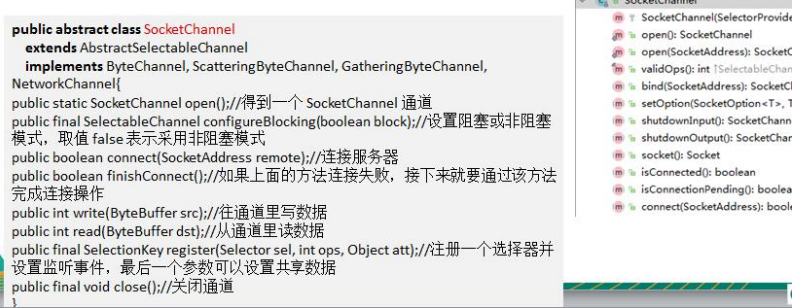 public abstract class SocketChannel
extends AbstractSelectableChannel
implements ByteChannel, ScatteringByteChannel, GatheringByteChannel,
NetworkChannel{
public static SocketChannel open();//得到一个 SocketChannel 通道
public final SelectableChannel configureBlocking(boolean block);//设置阻塞或非阻塞
模式，取值 false 表示采用非阻塞模式
public boolean connect(SocketAddress remote);//连接服务器
public boolean finishConnect();//如果上面的方法连接失败，接下来就要通过该方法
完成连接操作
public int write(ByteBuffer src);//往通道里写数据
public int read(ByteBuffer dst);//从通道里读数据
public final SelectionKey register(Selector sel, int ops, Object att);//注册一个选择器并
设置监听事件，最后一个参数可以设置共享数据
public final void close();//关闭通道
}
SocketChannel
SocketChannel(SelectorProvide
open(): SocketChannel
open(SocketAddress): SocketC
validOps(): int ↑SelectableChan
bind(SocketAddress): SocketCh
setOption(SocketOption<T>, T
shutdownInput(): SocketChann
shutdownOutput(): SocketChan
socket(): Socket
isConnected(): boolean
isConnectionPending(): boolea
connect(SocketAddress): boole